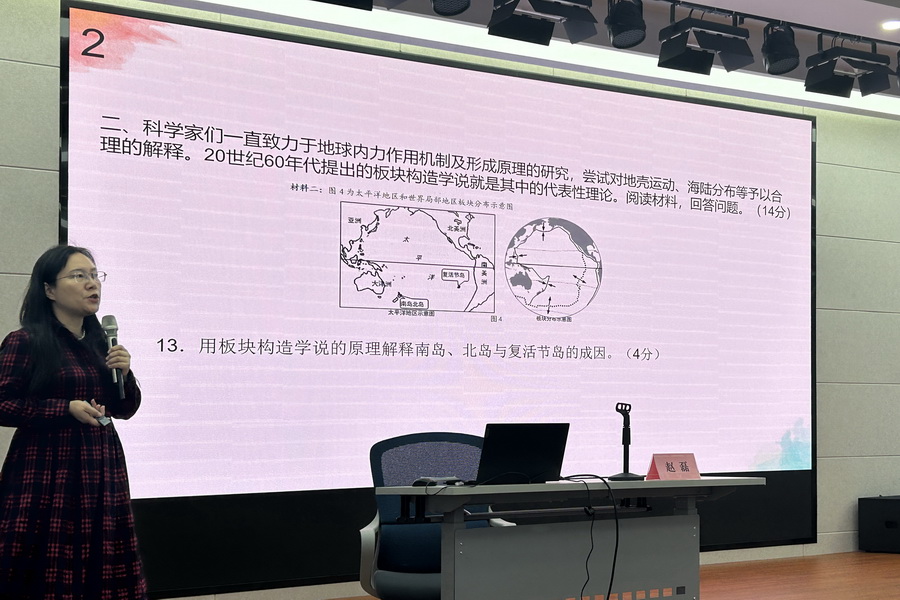 2
二、科学家们一直致力于地球内力作用机制及形成原理的研究，尝试对地壳运动、海陆分布等予以合
理的解释。20世纪60年代提出的板块构造学说就是其中的代表性理论。阅读材料，回答问题。（14分）
材料二：图4为太平洋地区和世界局部地区板块分布示意图
亚洲
北美洲
太
平
洋
复活节岛
南美洲
大洋洲
南岛北岛
太平洋地区示意图
图4
板块分布示意图
13. 用板块构造学说的原理解释南岛、北岛与复活节岛的成因。（4分）
赵磊